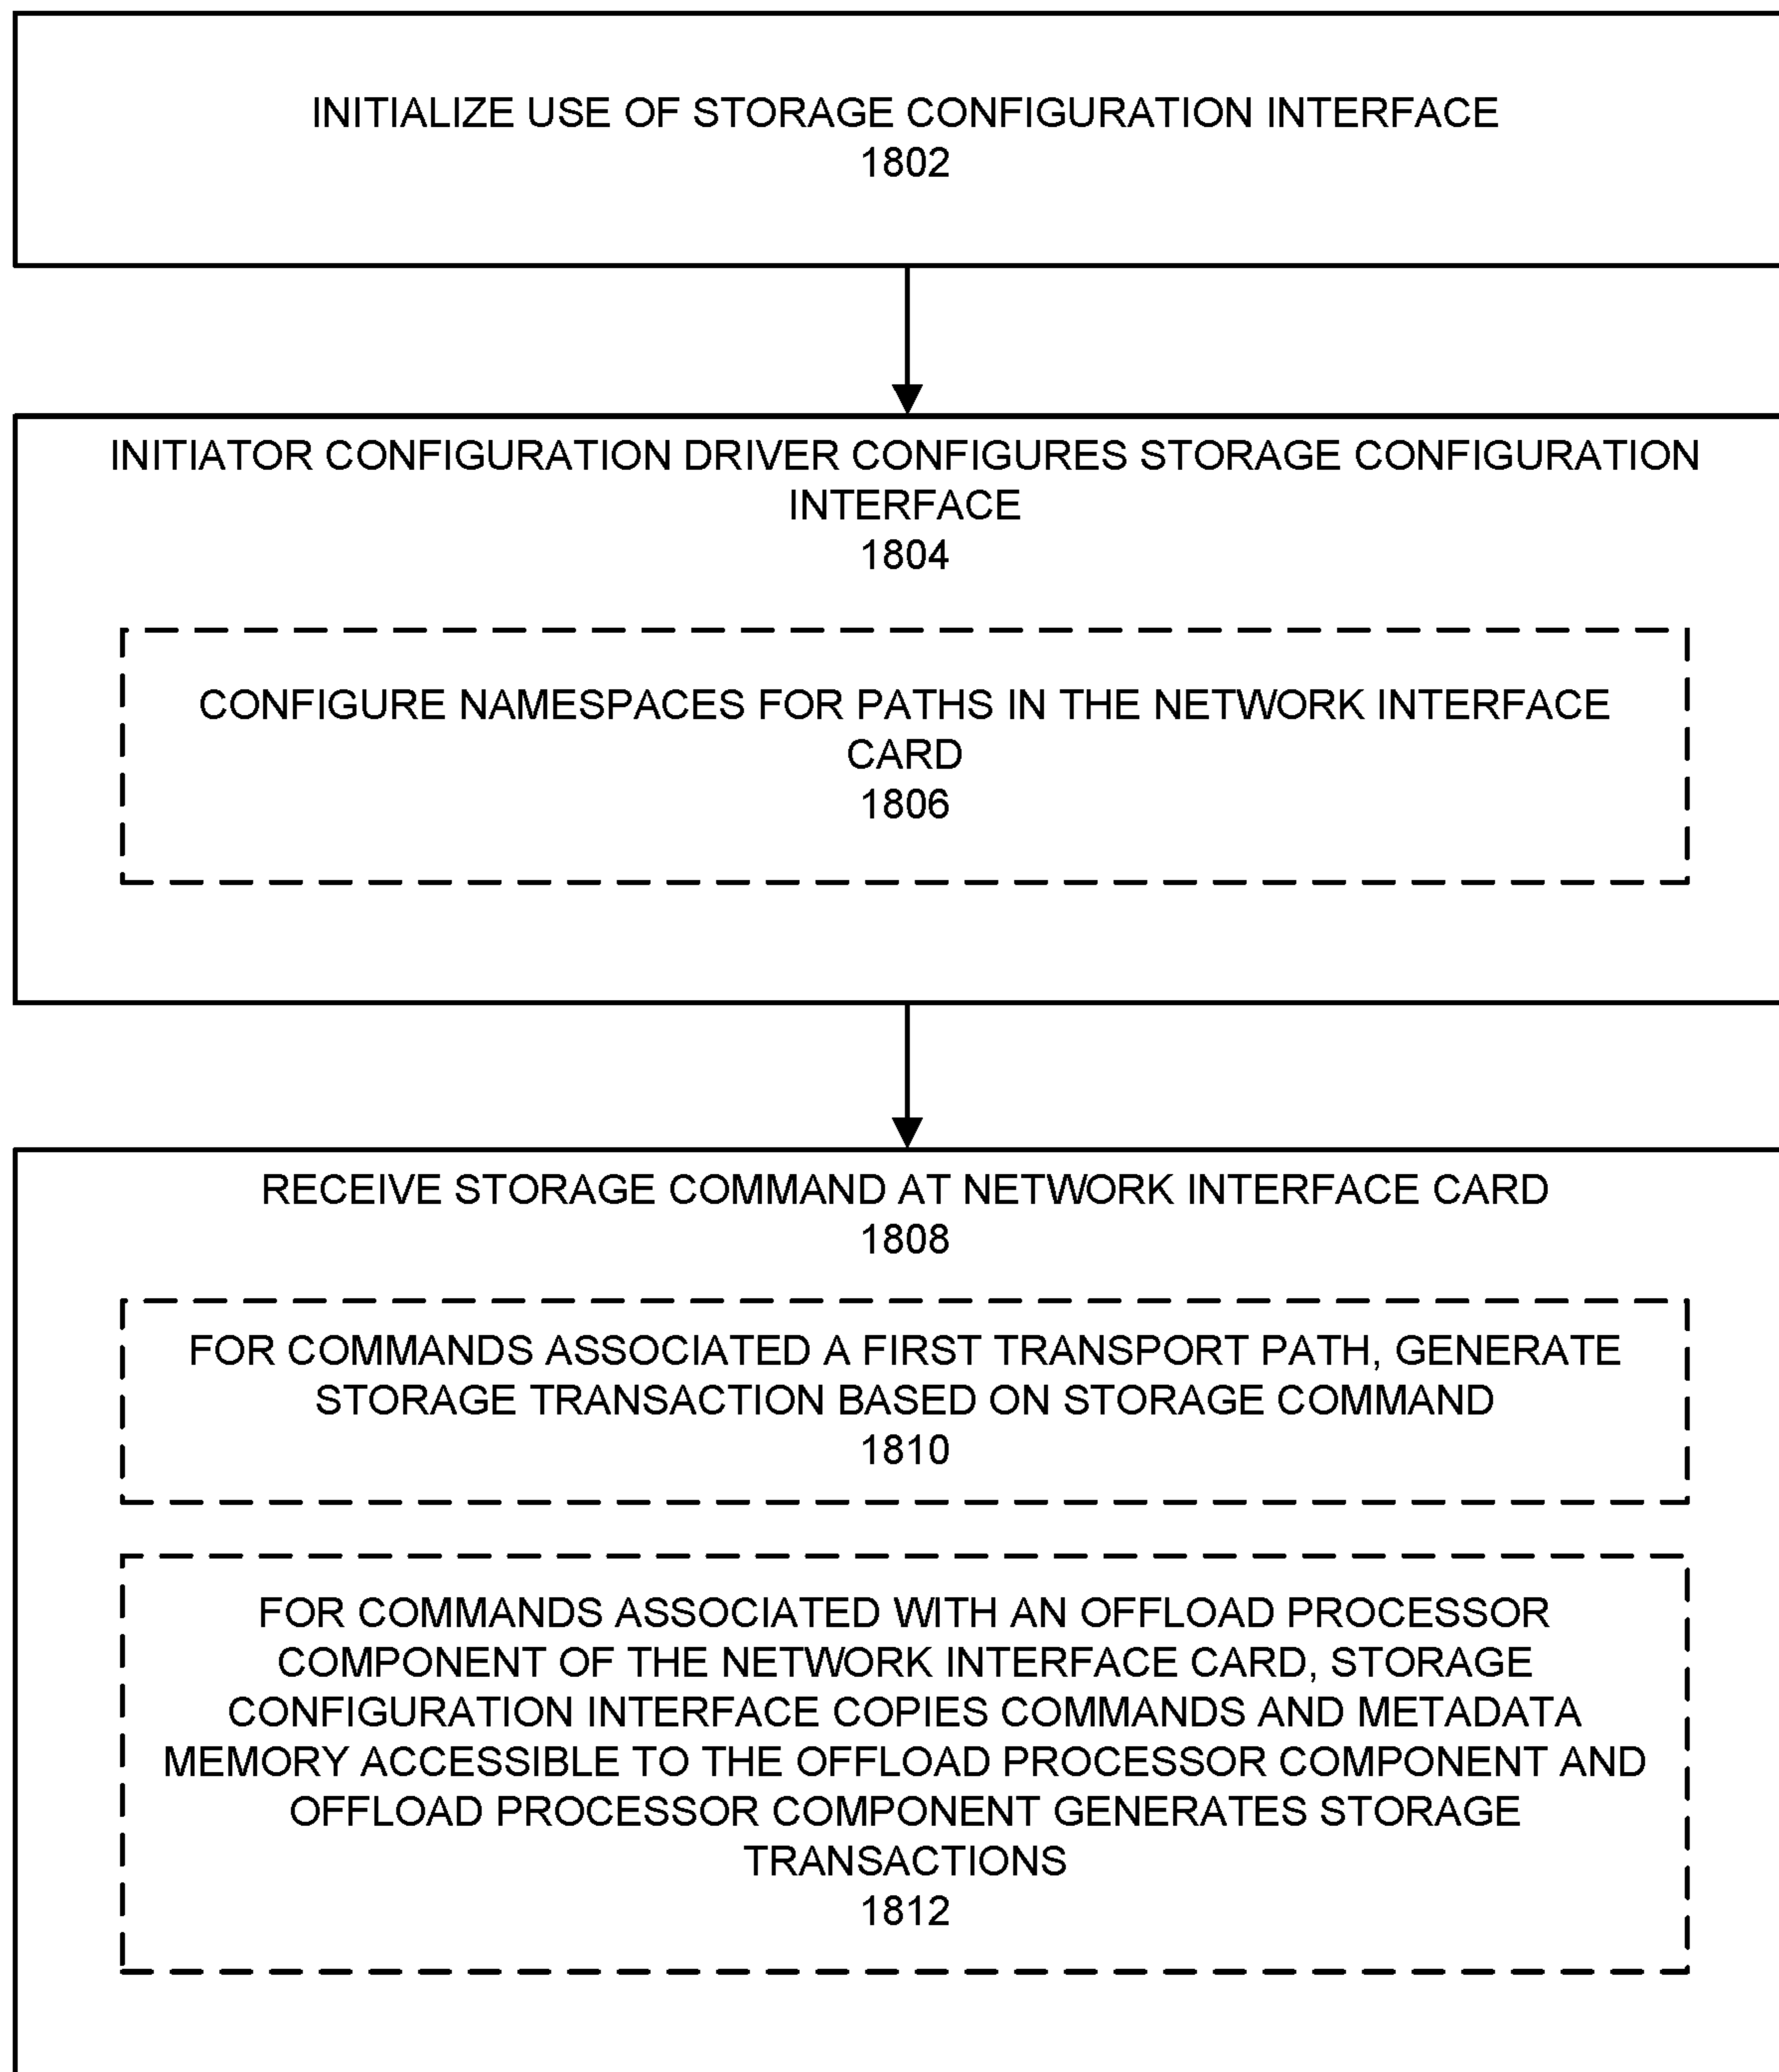 INITIALIZE USE OF STORAGE CONFIGURATION INTERFACE
1802
INITIATOR CONFIGURATION DRIVER CONFIGURES STORAGE CONFIGURATION
INTERFACE
1804
CONFIGURE NAMESPACES FOR PATHS IN THE NETWORK INTERFACE
CARD
1806
RECEIVE STORAGE COMMAND AT NETWORK INTERFACE CARD
1808
FOR COMMANDS ASSOCIATED A FIRST TRANSPORT PATH, GENERATE
STORAGE TRANSACTION BASED ON STORAGE COMMAND
1810
FOR COMMANDS ASSOCIATED WITH AN OFFLOAD PROCESSOR
COMPONENT OF THE NETWORK INTERFACE CARD, STORAGE
CONFIGURATION INTERFACE COPIES COMMANDS AND METADATA
MEMORY ACCESSIBLE TO THE OFFLOAD PROCESSOR COMPONENT AND
OFFLOAD PROCESSOR COMPONENT GENERATES STORAGE
TRANSACTIONS
1812